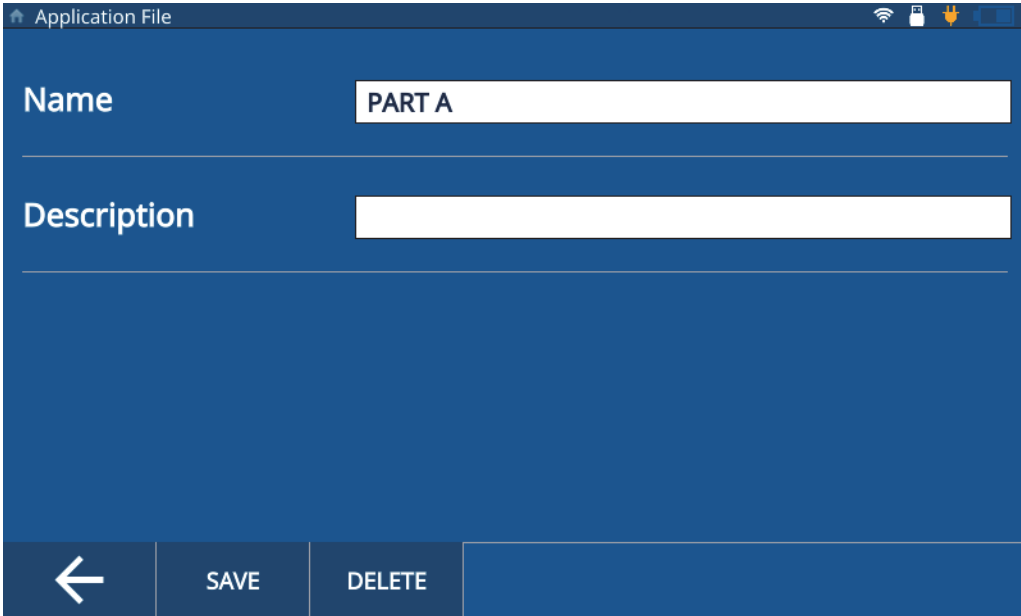 Application File
Name
PART A
Description
SAVE
DELETE